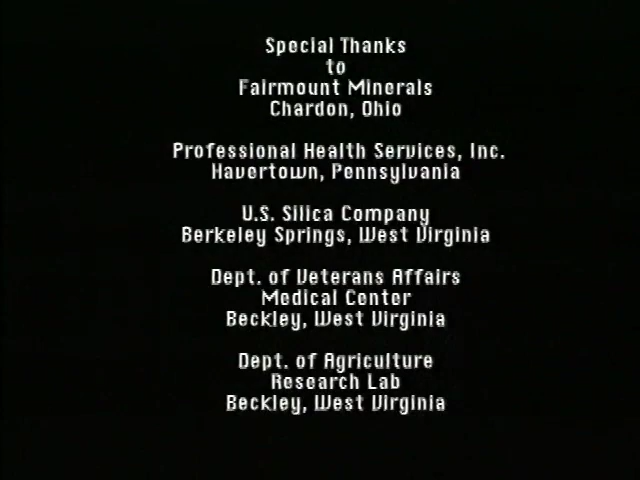 Special Thanks
to
Fairmount Minerals
Chardon, Ohio
Professional Health Services, Inc.
Havertown, Pennsylvania
U.S. Silica Company
Berkeley Springs, West Virginia
Dept. of Veterans Affairs
Medical Center
Beckley, West Virginia
Dept. of Agriculture
Research Lab
Beckley, West Virginia